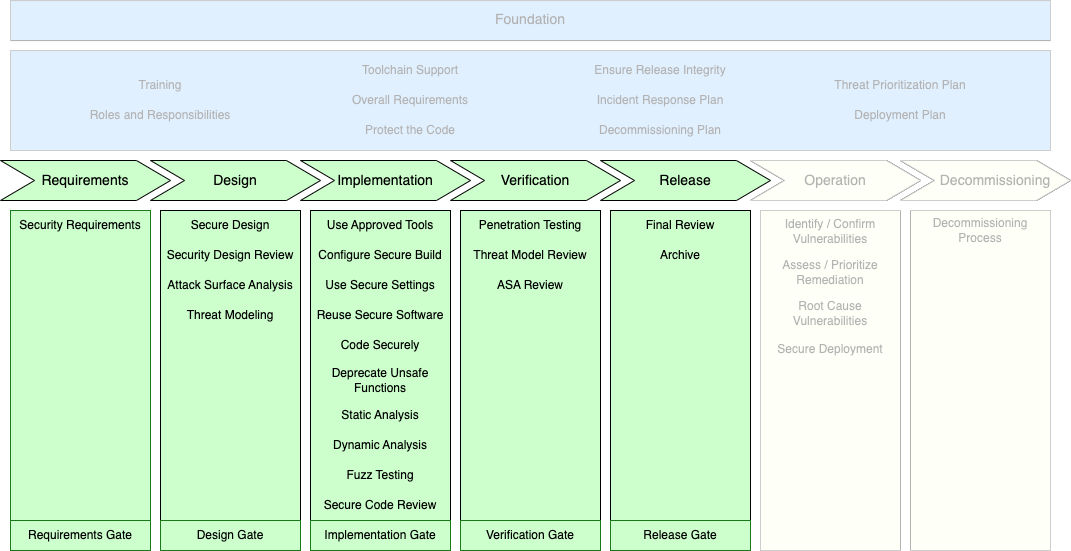 Foundation
Training
Roles and Responsibilities
Toolchain Support
Overall Requirements
Protect the Code
Ensure Release Integrity
Incident Response Plan
Decommissioning Plan
Threat Prioritization Plan
Deployment Plan
Requirements
Design
Implementation
Verification
Release
Operation
Decommissioning
Security Requirements
Requirements Gate
Secure Design
Security Design Review
Attack Surface Analysis
Threat Modeling
Design Gate
Use Approved Tools
Configure Secure Build
Use Secure Settings
Reuse Secure Software
Code Securely
Deprecate Unsafe
Functions
Static Analysis
Dynamic Analysis
Fuzz Testing
Secure Code Review
Implementation Gate
Penetration Testing
Threat Model Review
ASA Review
Verification Gate
Final Review
Archive
Release Gate
Identify / Confirm
Vulnerabilities
Assess / Prioritize
Remediation
Root Cause
Vulnerabilities
Secure Deployment
Decommissioning
Process